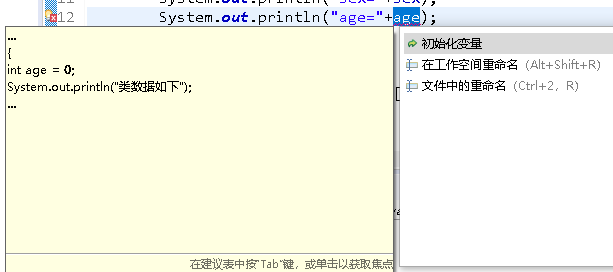 11 System.out.println("sex="+sex);
12 System.out.println("age="+age);
...
{
int age = 0;
System.out.println("类数据如下");
...
在建议表中按"Tab"键，或单击以获取焦点
初始化变量
在工作空间重命名 (Alt+Shift+R)
文件中的重命名 (Ctrl+2, R)